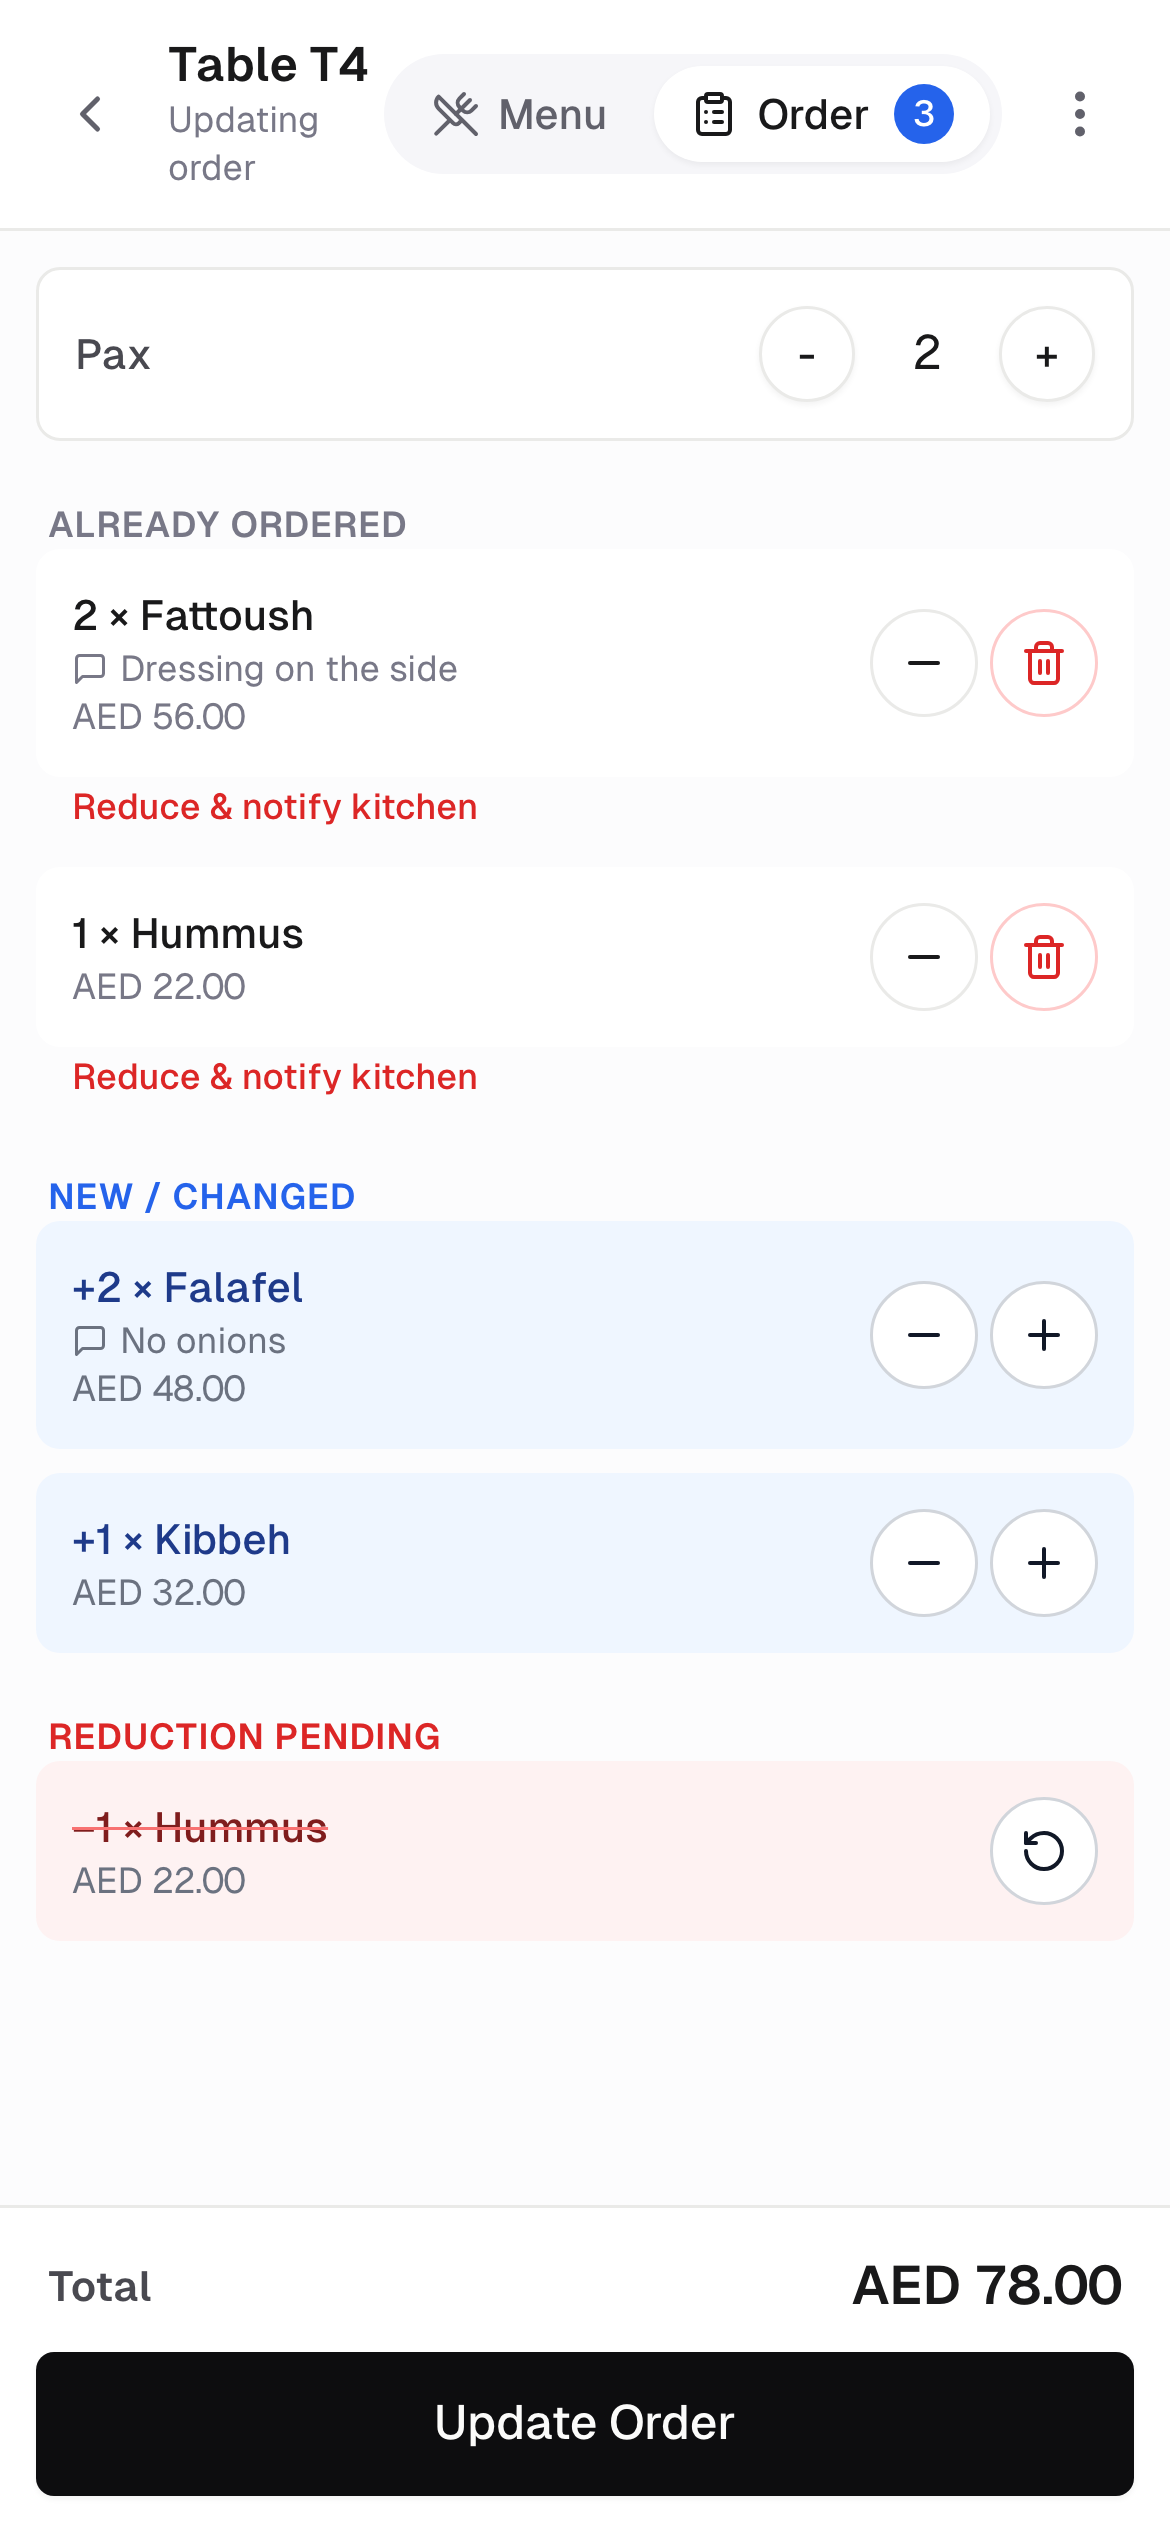 Table T4
Updating
order
Menu
Order 3
Pax
- 2 +
ALREADY ORDERED
2 × Fattoush
Dressing on the side
AED 56.00
Reduce & notify kitchen
1 × Hummus
AED 22.00
Reduce & notify kitchen
NEW / CHANGED
+2 × Falafel
No onions
AED 48.00
+1 × Kibbeh
AED 32.00
REDUCTION PENDING
−1 × Hummus
AED 22.00
Total
AED 78.00
Update Order